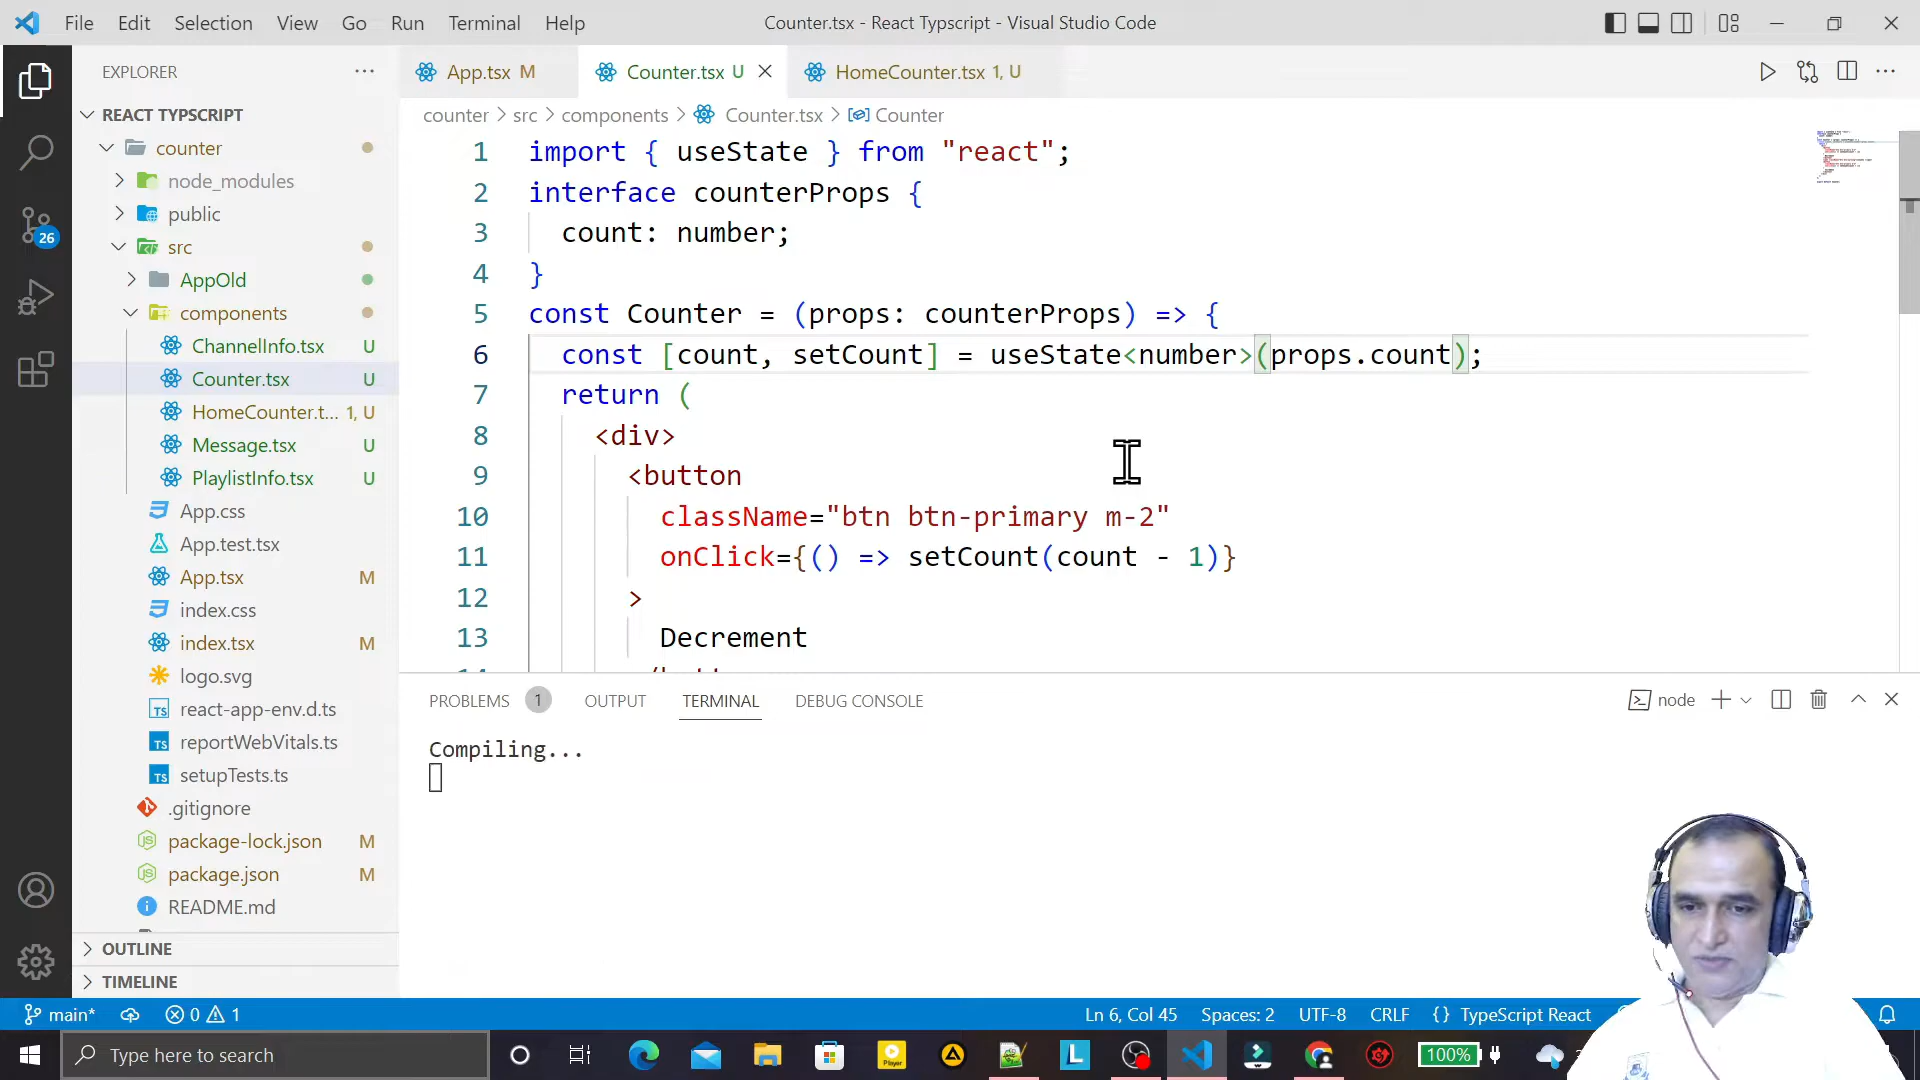 File Edit Selection View Go Run Terminal Help
Counter.tsx - React Typscript - Visual Studio Code
EXPLORER
REACT TYPSCRIPT
counter
node_modules
public
src
AppOld
components
ChannelInfo.tsx U
Counter.tsx U
HomeCounter.t... 1, U
Message.tsx U
PlaylistInfo.tsx U
App.css
App.test.tsx
App.tsx M
index.css
index.tsx M
logo.svg
react-app-env.d.ts
reportWebVitals.ts
setupTests.ts
.gitignore
package-lock.json M
package.json M
README.md
OUTLINE
TIMELINE
26
App.tsx M
Counter.tsx U
HomeCounter.tsx 1, U
counter > src > components > Counter.tsx > Counter
1 import { useState } from "react";
2 interface counterProps {
3 count: number;
4 }
5 const Counter = (props: counterProps) => {
6 const [count, setCount] = useState<number>(props.count);
7 return (
8 <div>
9 <button
10 className="btn btn-primary m-2"
11 onClick={() => setCount(count - 1)}
12 >
13 Decrement
PROBLEMS 1 OUTPUT TERMINAL DEBUG CONSOLE
node
Compiling...
main* 0 1
Ln 6, Col 45 Spaces: 2 UTF-8 CRLF {} TypeScript React
Type here to search
Player
L
100%